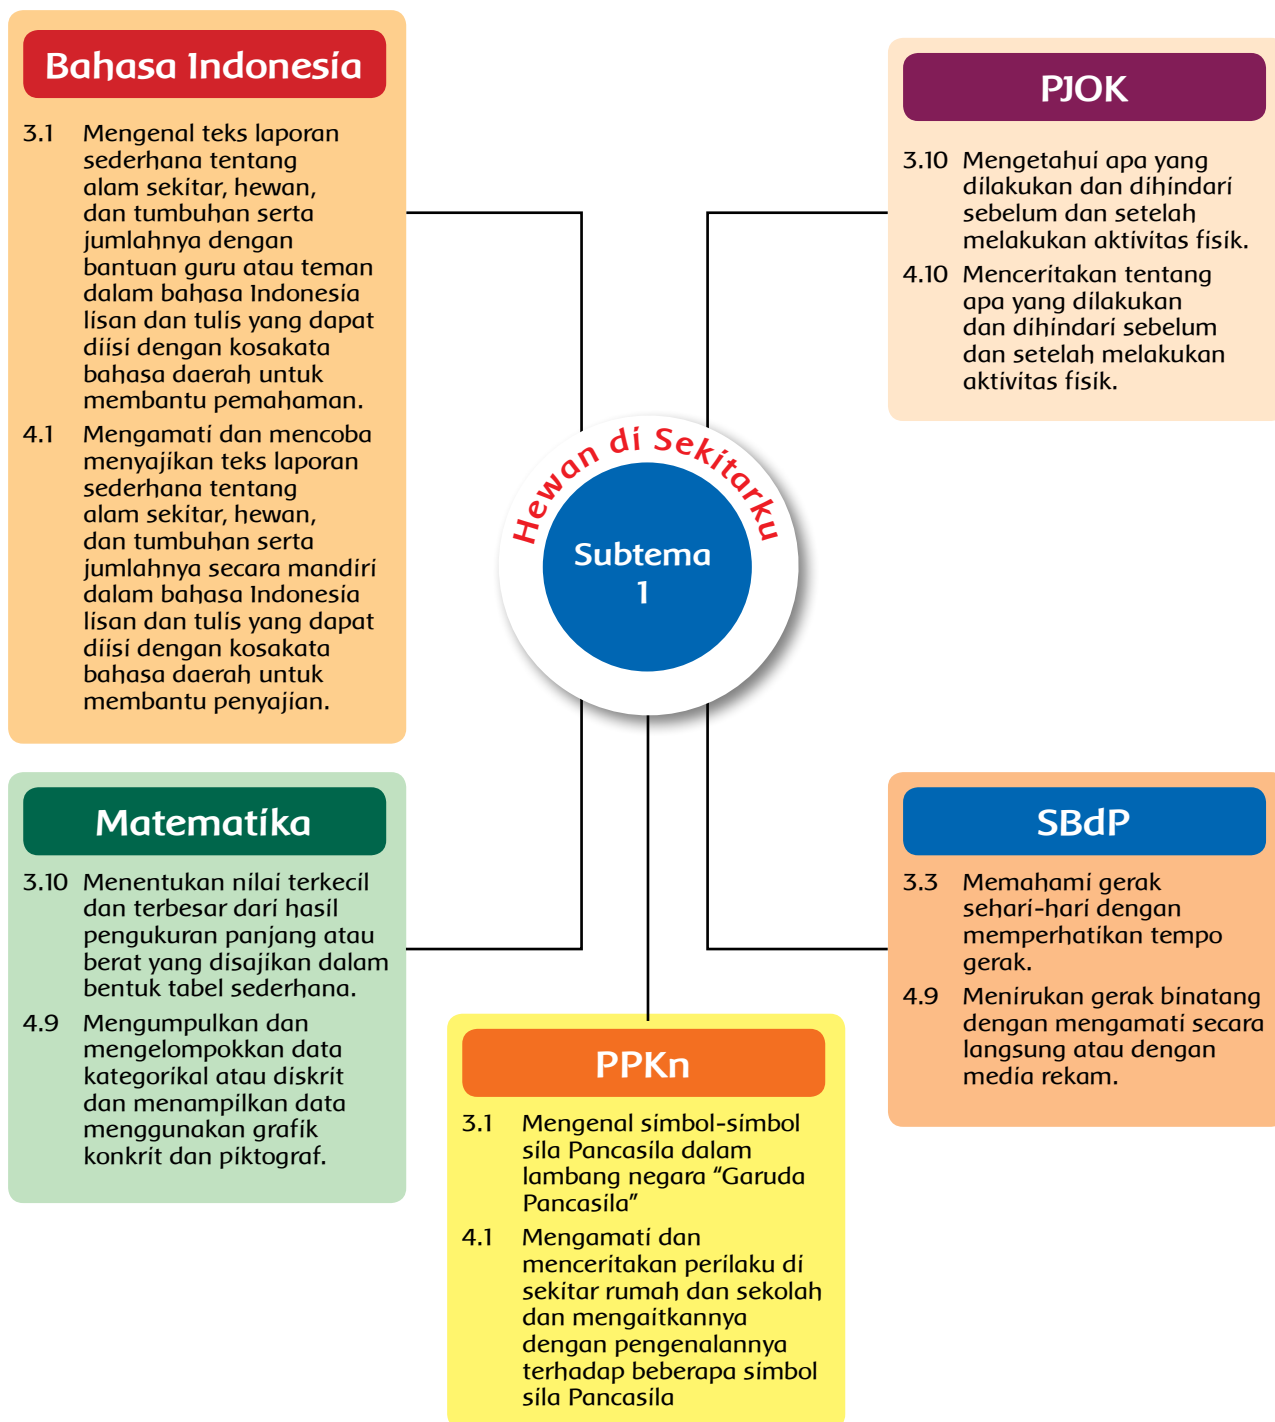 Bahasa Indonesia
3.1 Mengenal teks laporan
sederhana tentang
alam sekitar, hewan,
dan tumbuhan serta
jumlahnya dengan
bantuan guru atau teman
dalam bahasa Indonesia
lisan dan tulis yang dapat
diisi dengan kosakata
bahasa daerah untuk
membantu pemahaman.
4.1 Mengamati dan mencoba
menyajikan teks laporan
sederhana tentang
alam sekitar, hewan,
dan tumbuhan serta
jumlahnya secara mandiri
dalam bahasa Indonesia
lisan dan tulis yang dapat
diisi dengan kosakata
bahasa daerah untuk
membantu penyajian.
PJOK
3.10 Mengetahui apa yang
dilakukan dan dihindari
sebelum dan setelah
melakukan aktivitas fisik.
4.10 Menceritakan tentang
apa yang dilakukan
dan dihindari sebelum
dan setelah melakukan
aktivitas fisik.
Hewan di Sekitarku
Subtema
1
Matematika
3.10 Menentukan nilai terkecil
dan terbesar dari hasil
pengukuran panjang atau
berat yang disajikan dalam
bentuk tabel sederhana.
4.9 Mengumpulkan dan
mengelompokkan data
kategorikal atau diskrit
dan menampilkan data
menggunakan grafik
konkrit dan piktograf.
SBdP
3.3 Memahami gerak
sehari-hari dengan
memperhatikan tempo
gerak.
4.9 Menirukan gerak binatang
dengan mengamati secara
langsung atau dengan
media rekam.
PPKn
3.1 Mengenal simbol-simbol
sila Pancasila dalam
lambang negara “Garuda
Pancasila”
4.1 Mengamati dan
menceritakan perilaku di
sekitar rumah dan sekolah
dan mengaitkannya
dengan pengenalannya
terhadap beberapa simbol
sila Pancasila